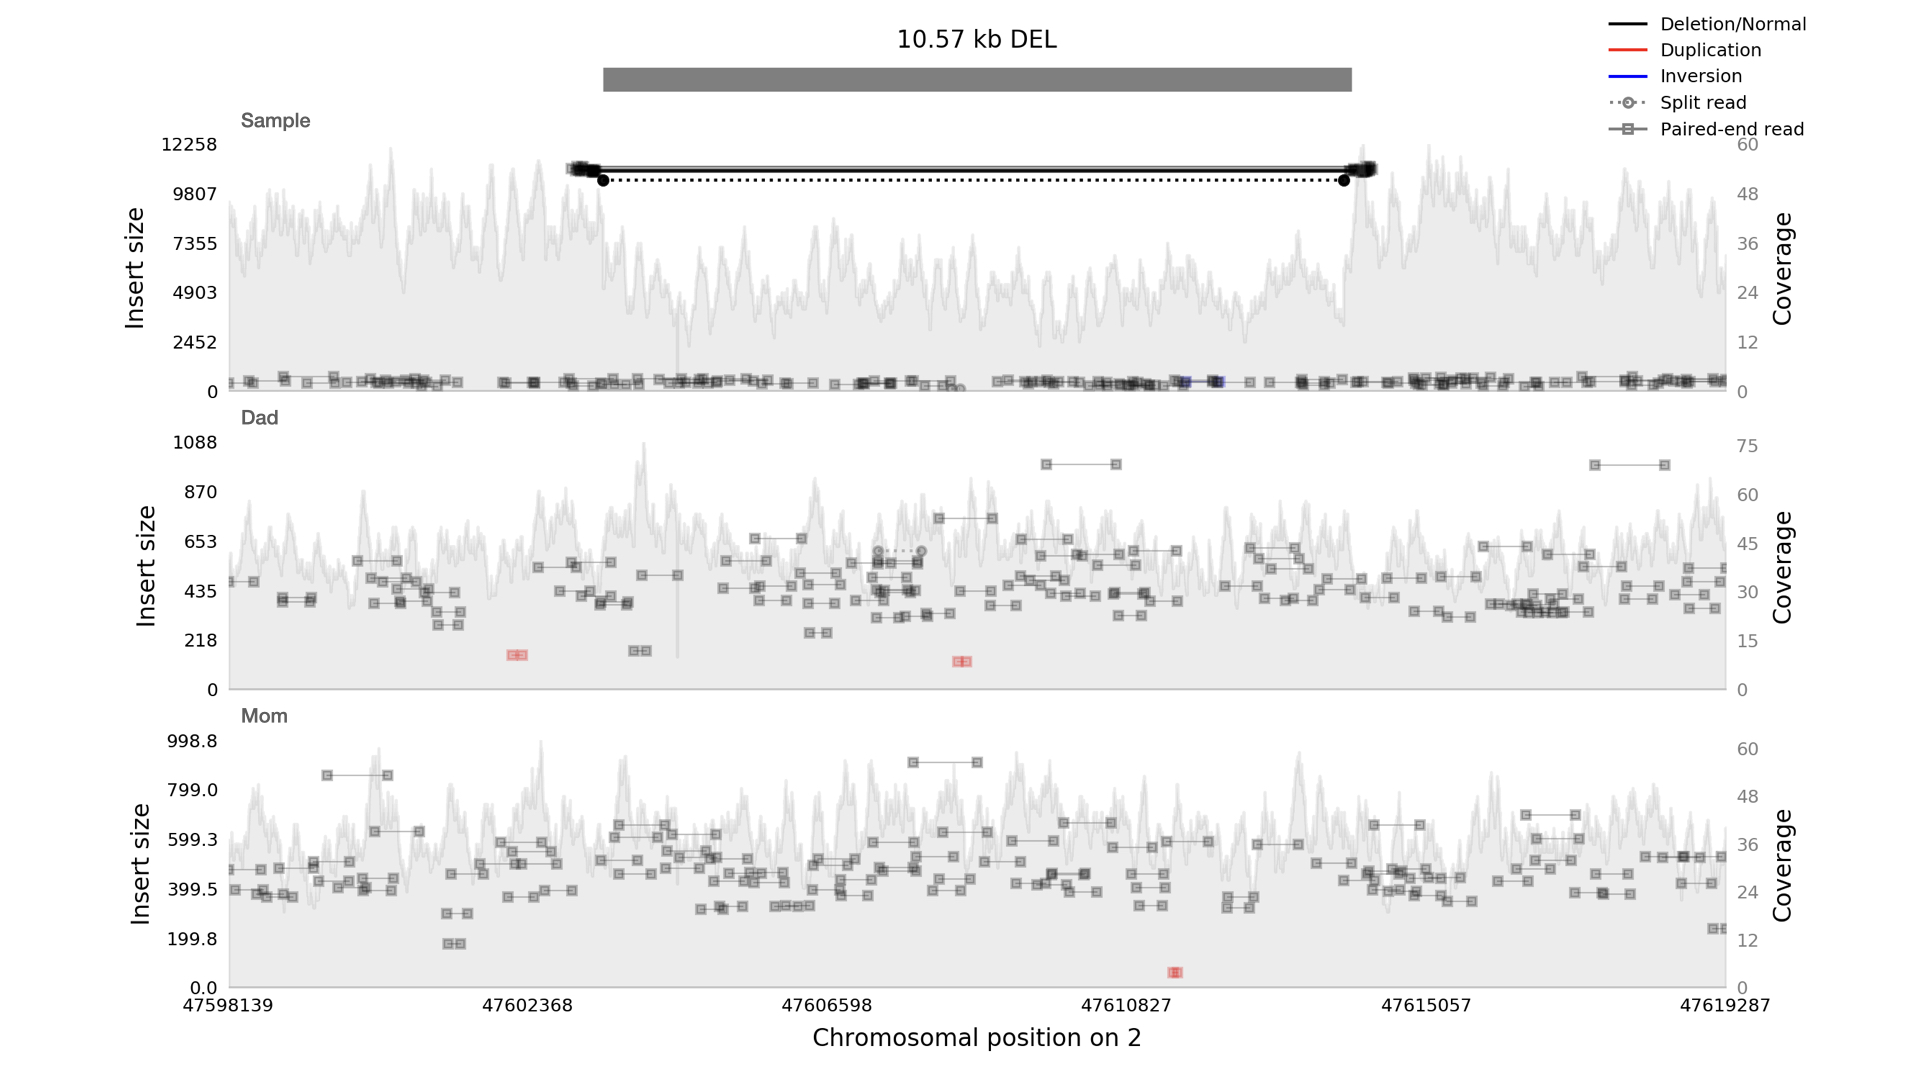 10.57 kb DEL
Deletion/Normal
Duplication
Inversion
Split read
Paired-end read
Sample
12258
9807
7355
4903
2452
0
Insert size
60
48
36
24
12
0
Coverage
Dad
1088
870
653
435
218
0
Insert size
75
60
45
30
15
0
Coverage
Mom
998.8
799.0
599.3
399.5
199.8
0.0
Insert size
60
48
36
24
12
0
Coverage
47598139 47602368 47606598 47610827 47615057 47619287
Chromosomal position on 2